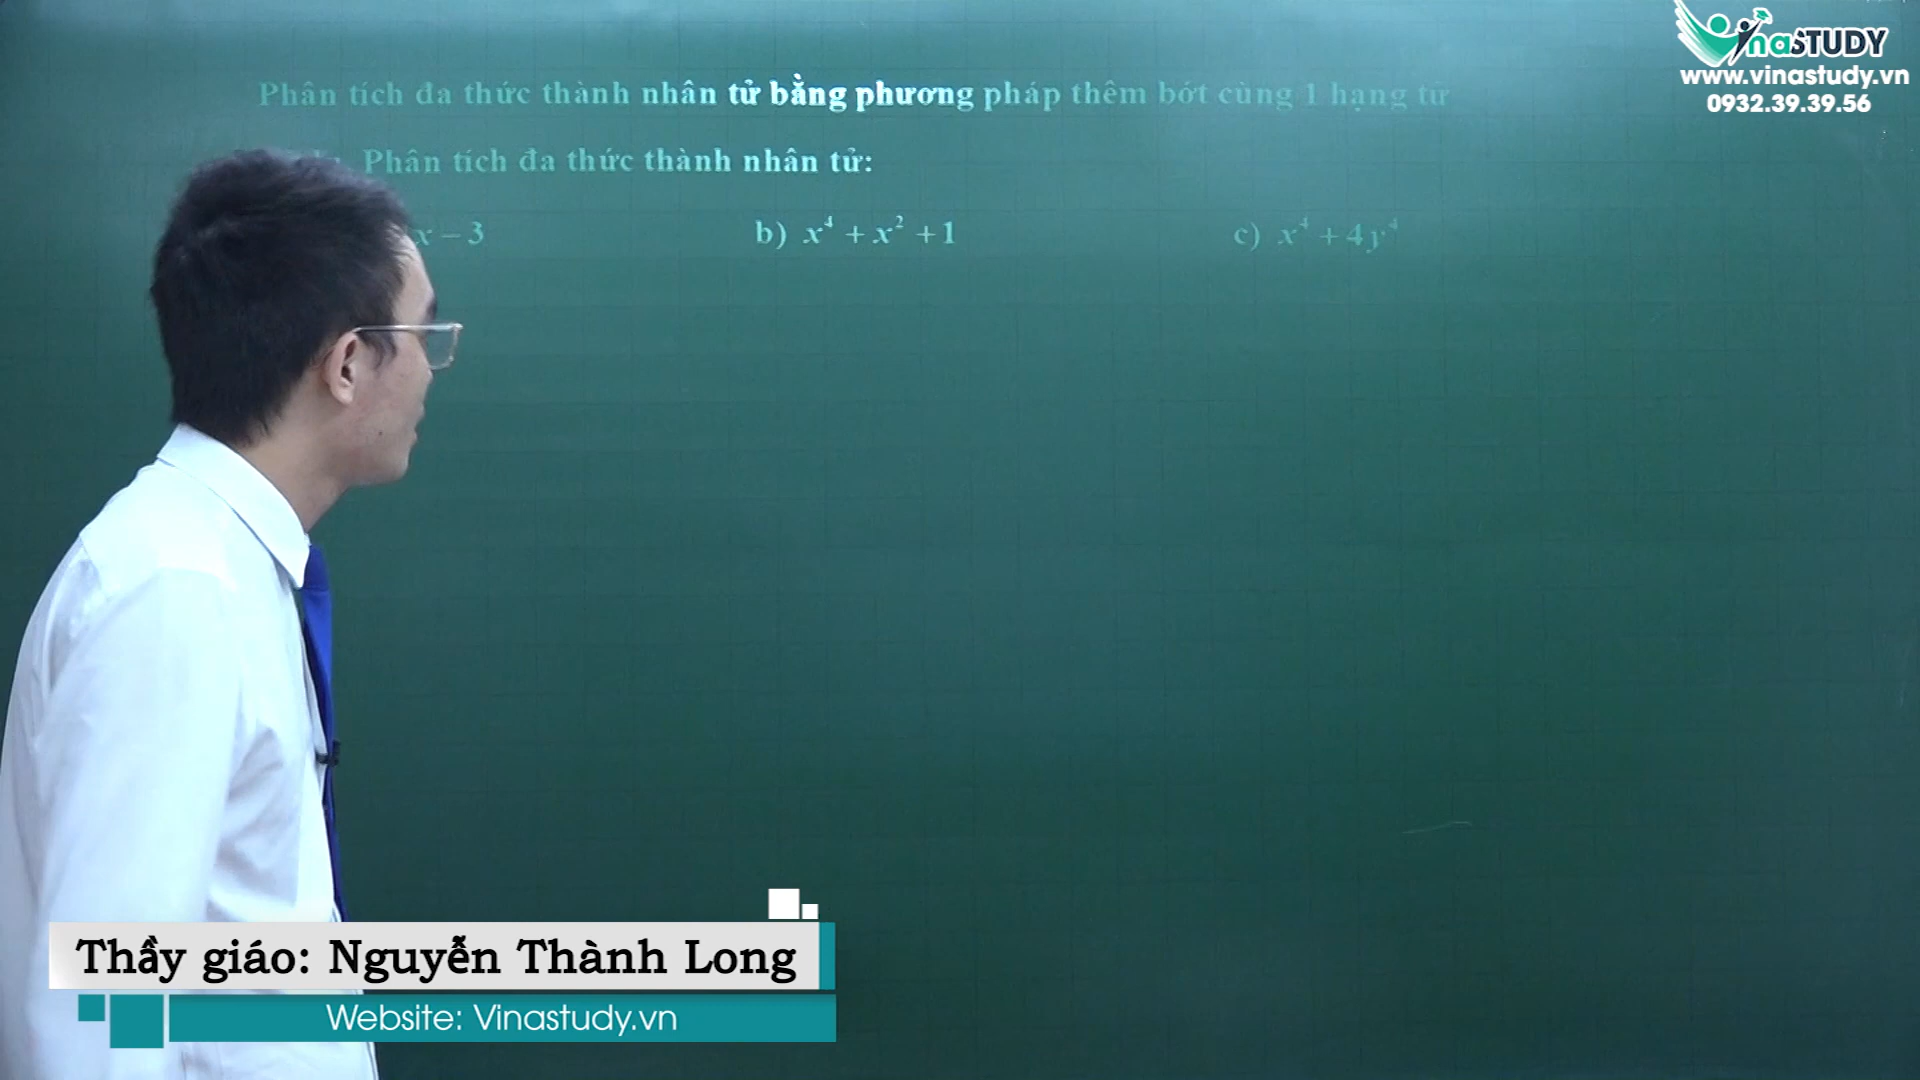 VinaSTUDY
www.vinastudy.vn
0932.39.39.56
Phân tích đa thức thành nhân tử bằng phương pháp thêm bớt cùng 1 hạng tử
Phân tích đa thức thành nhân tử:
x − 3 b) x⁴ + x² + 1 c) x⁴ + 4y⁴
Thầy giáo: Nguyễn Thành Long
Website: Vinastudy.vn